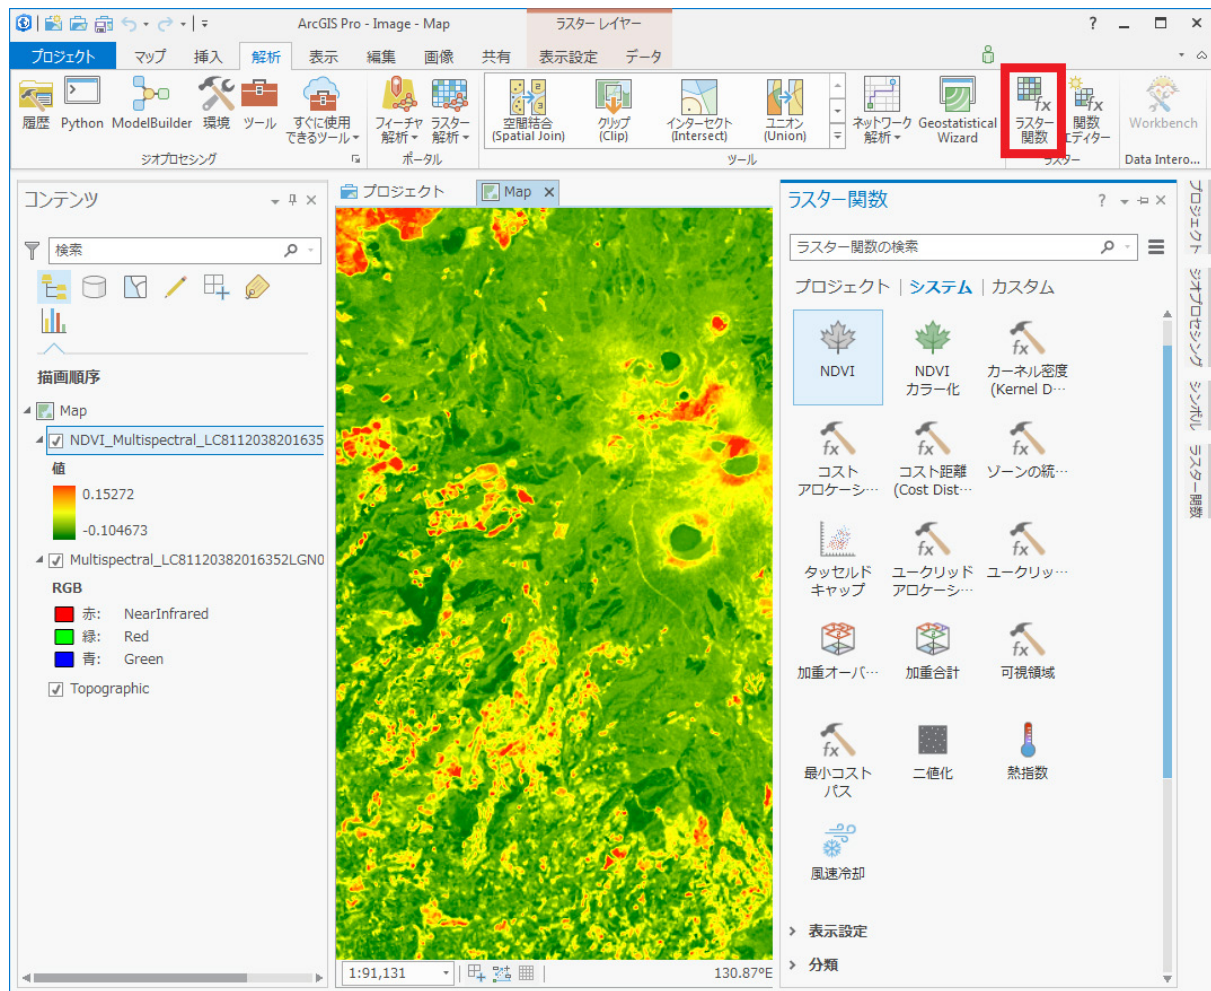 ArcGIS Pro - Image - Map
ラスター レイヤー
?
プロジェクト マップ 挿入 解析 表示 編集 画像 共有 表示設定 データ
履歴
Python
ModelBuilder
環境
ツール
すぐに使用
できるツール
ジオプロセシング
フィーチャ
解析
ラスター
解析
ポータル
空間結合
(Spatial Join)
クリップ
(Clip)
インターセクト
(Intersect)
ユニオン
(Union)
ツール
ネットワーク
解析
Geostatistical
Wizard
ラスター
関数
関数
エディター
ラスター
Workbench
Data Intero...
コンテンツ
検索
描画順序
Map
NDVI_Multispectral_LC8112038201635
値
0.15272
-0.104673
Multispectral_LC81120382016352LGN0
RGB
赤: NearInfrared
緑: Red
青: Green
Topographic
プロジェクト
Map
1:91,131
130.87°E
ラスター関数
?
ラスター関数の検索
プロジェクト | システム | カスタム
NDVI
NDVI
カラー化
カーネル密度
(Kernel D…
コスト
アロケーシ…
コスト距離
(Cost Dist…
ゾーンの統…
タッセルド
キャップ
ユークリッド
アロケーシ…
ユークリッ…
加重オーバ…
加重合計
可視領域
最小コスト
パス
二値化
熱指数
風速冷却
表示設定
分類
プロジェクト
ジオプロセシング
シンボル
ラスター関数